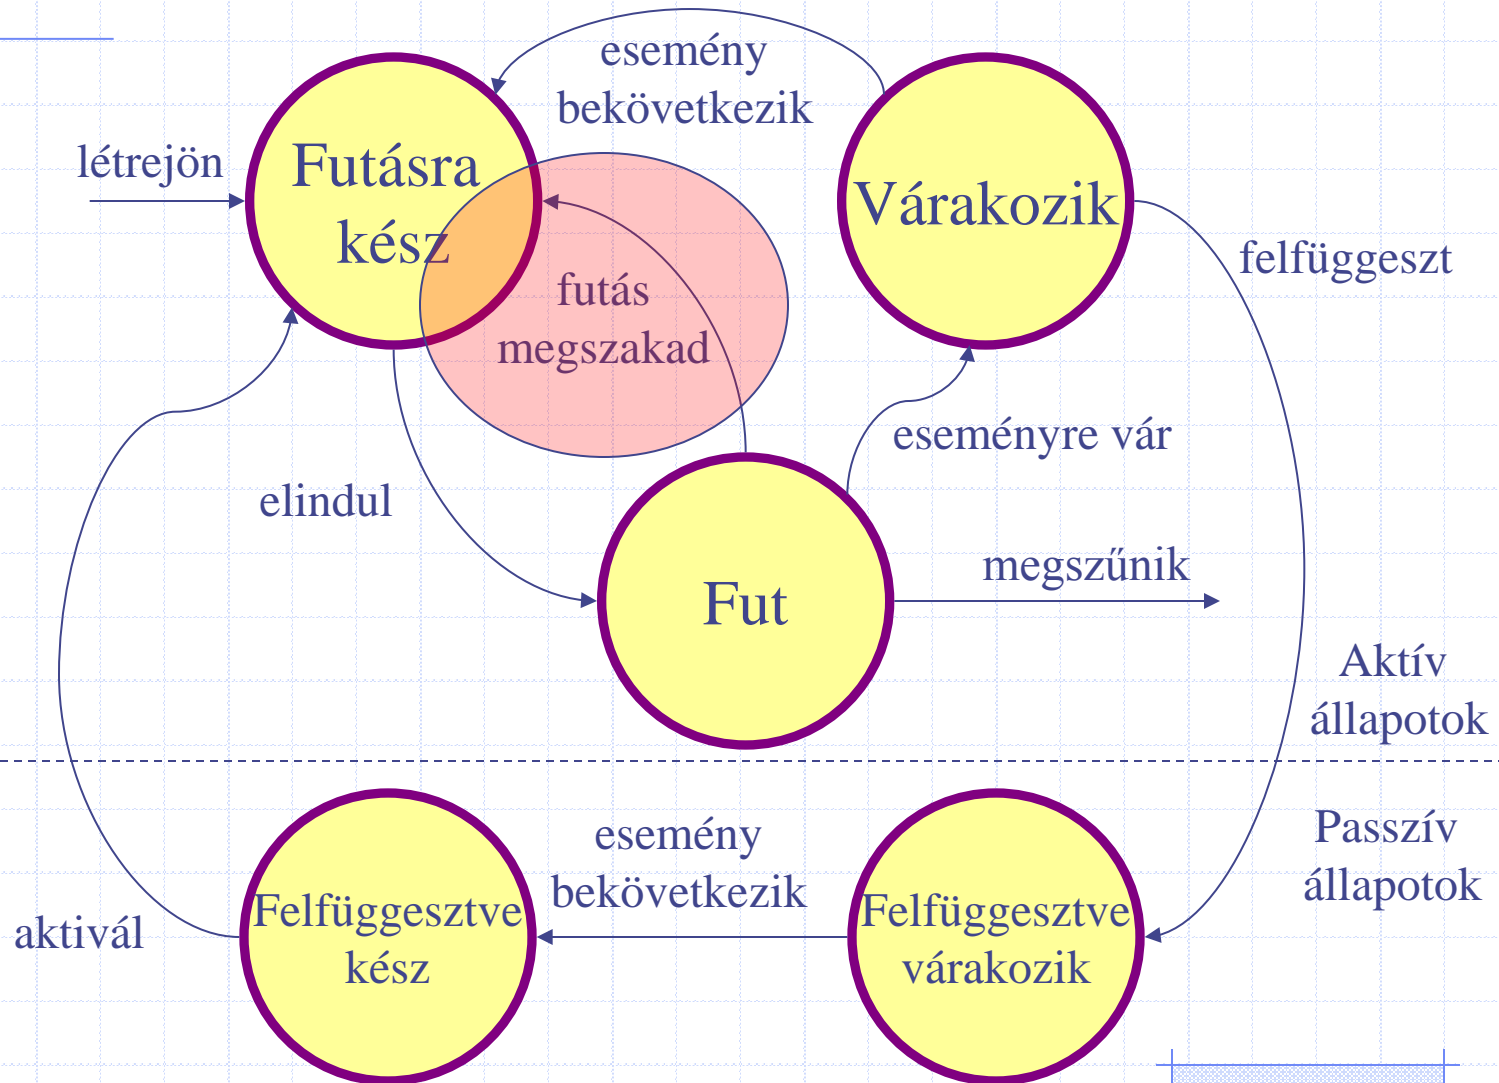 esemény
bekövetkezik
létrejön
Futásra
kész
Várakozik
felfüggeszt
futás
megszakad
eseményre vár
elindul
megszűnik
Fut
Aktív
állapotok
Passzív
állapotok
esemény
bekövetkezik
aktivál
Felfüggesztve
kész
Felfüggesztve
várakozik